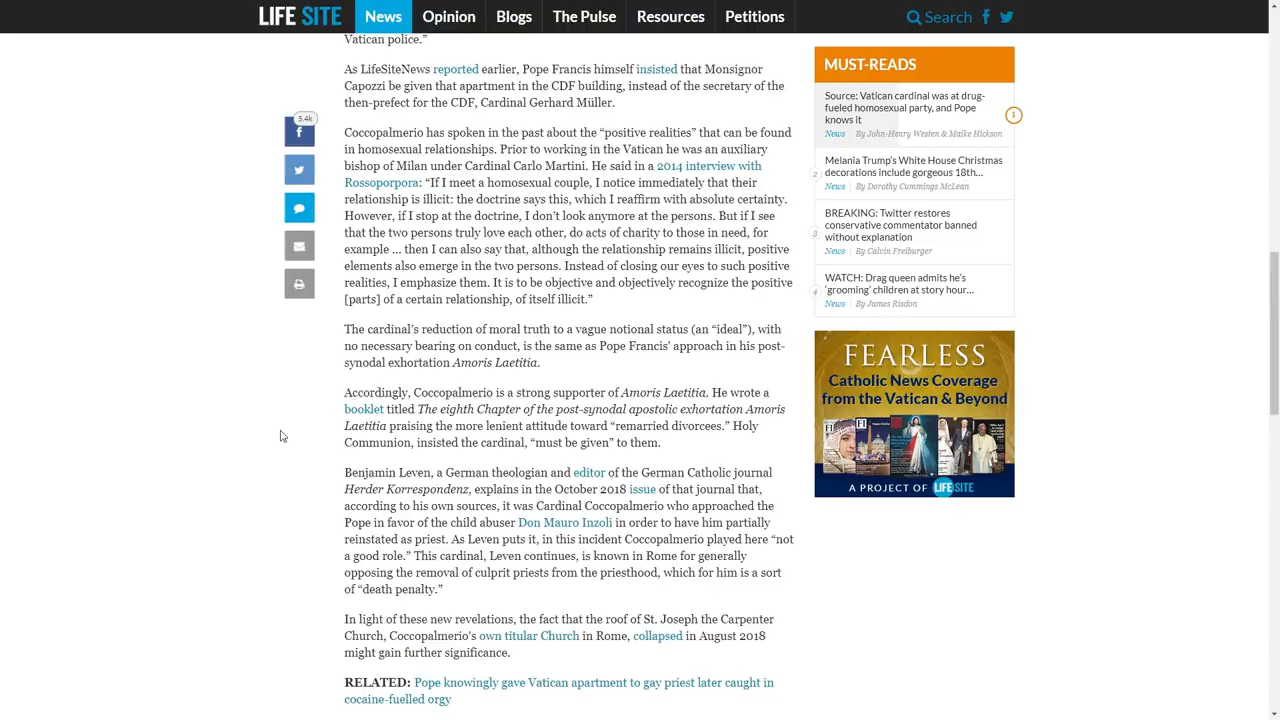 LIFE SITE News Opinion Blogs The Pulse Resources Petitions Search
Vatican police.”
As LifeSiteNews reported earlier, Pope Francis himself insisted that Monsignor
Capozzi be given that apartment in the CDF building, instead of the secretary of the
then-prefect for the CDF, Cardinal Gerhard Müller.
5.4k
Coccopalmerio has spoken in the past about the “positive realities” that can be found
in homosexual relationships. Prior to working in the Vatican he was an auxiliary
bishop of Milan under Cardinal Carlo Martini. He said in a 2014 interview with
Rossoporpora: “If I meet a homosexual couple, I notice immediately that their
relationship is illicit: the doctrine says this, which I reaffirm with absolute certainty.
However, if I stop at the doctrine, I don’t look anymore at the persons. But if I see
that the two persons truly love each other, do acts of charity to those in need, for
example ... then I can also say that, although the relationship remains illicit, positive
elements also emerge in the two persons. Instead of closing our eyes to such positive
realities, I emphasize them. It is to be objective and objectively recognize the positive
[parts] of a certain relationship, of itself illicit.”
The cardinal’s reduction of moral truth to a vague notional status (an “ideal”), with
no necessary bearing on conduct, is the same as Pope Francis' approach in his post-
synodal exhortation Amoris Laetitia.
Accordingly, Coccopalmerio is a strong supporter of Amoris Laetitia. He wrote a
booklet titled The eighth Chapter of the post-synodal apostolic exhortation Amoris
Laetitia praising the more lenient attitude toward “remarried divorcees.” Holy
Communion, insisted the cardinal, “must be given” to them.
Benjamin Leven, a German theologian and editor of the German Catholic journal
Herder Korrespondenz, explains in the October 2018 issue of that journal that,
according to his own sources, it was Cardinal Coccopalmerio who approached the
Pope in favor of the child abuser Don Mauro Inzoli in order to have him partially
reinstated as priest. As Leven puts it, in this incident Coccopalmerio played here “not
a good role.” This cardinal, Leven continues, is known in Rome for generally
opposing the removal of culprit priests from the priesthood, which for him is a sort
of “death penalty.”
In light of these new revelations, the fact that the roof of St. Joseph the Carpenter
Church, Coccopalmerio's own titular Church in Rome, collapsed in August 2018
might gain further significance.
RELATED: Pope knowingly gave Vatican apartment to gay priest later caught in
cocaine-fuelled orgy
MUST-READS
Source: Vatican cardinal was at drug-
fueled homosexual party, and Pope
knows it
1
News | By John-Henry Westen & Maike Hickson
Melania Trump’s White House Christmas
decorations include gorgeous 18th...
2
News | By Dorothy Cummings McLean
BREAKING: Twitter restores
conservative commentator banned
without explanation
3
News | By Calvin Freiburger
WATCH: Drag queen admits he’s
‘grooming’ children at story hour...
4
News | By James Risdon
FEARLESS
Catholic News Coverage
from the Vatican & Beyond
A PROJECT OF LIFESITE